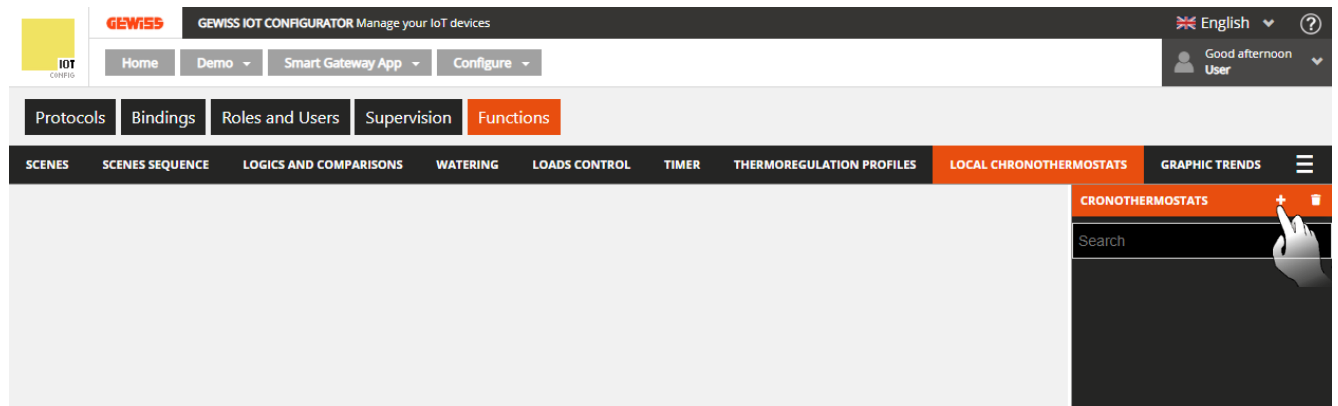 GEWISS GEWISS IOT CONFIGURATOR Manage your IoT devices English ?
IOT
CONFIG
Home Demo Smart Gateway App Configure
Good afternoon
User
Protocols Bindings Roles and Users Supervision Functions
SCENES SCENES SEQUENCE LOGICS AND COMPARISONS WATERING LOADS CONTROL TIMER THERMOREGULATION PROFILES LOCAL CHRONOTHERMOSTATS GRAPHIC TRENDS
CRONOTHERMOSTATS
Search